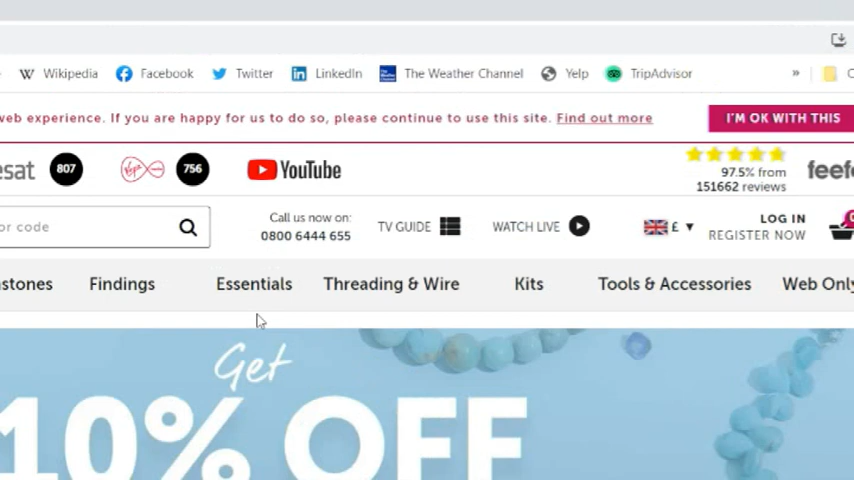 Wikipedia Facebook Twitter LinkedIn The Weather Channel Yelp TripAdvisor »
web experience. If you are happy for us to do so, please continue to use this site. Find out more I'M OK WITH THIS
esat 807 Virgin 756 YouTube
97.5% from
151662 reviews
feefo
or code
Call us now on:
0800 6444 655
TV GUIDE WATCH LIVE £ ▼
LOG IN
REGISTER NOW
nstones Findings Essentials Threading & Wire Kits Tools & Accessories Web Only
Get
10% OFF